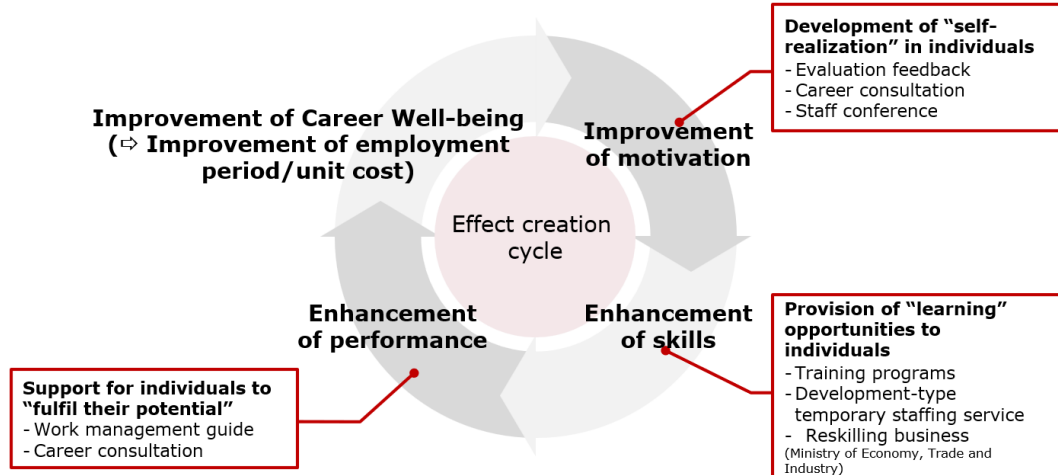 Development of “self-
realization” in individuals
- Evaluation feedback
- Career consultation
- Staff conference
Improvement of Career Well-being
(⇨ Improvement of employment
period/unit cost)
Improvement
of motivation
Effect creation
cycle
Enhancement
of performance
Enhancement
of skills
Provision of “learning”
opportunities to
individuals
- Training programs
- Development-type
temporary staffing service
- Reskilling business
(Ministry of Economy, Trade and
Industry)
Support for individuals to
“fulfil their potential”
- Work management guide
- Career consultation